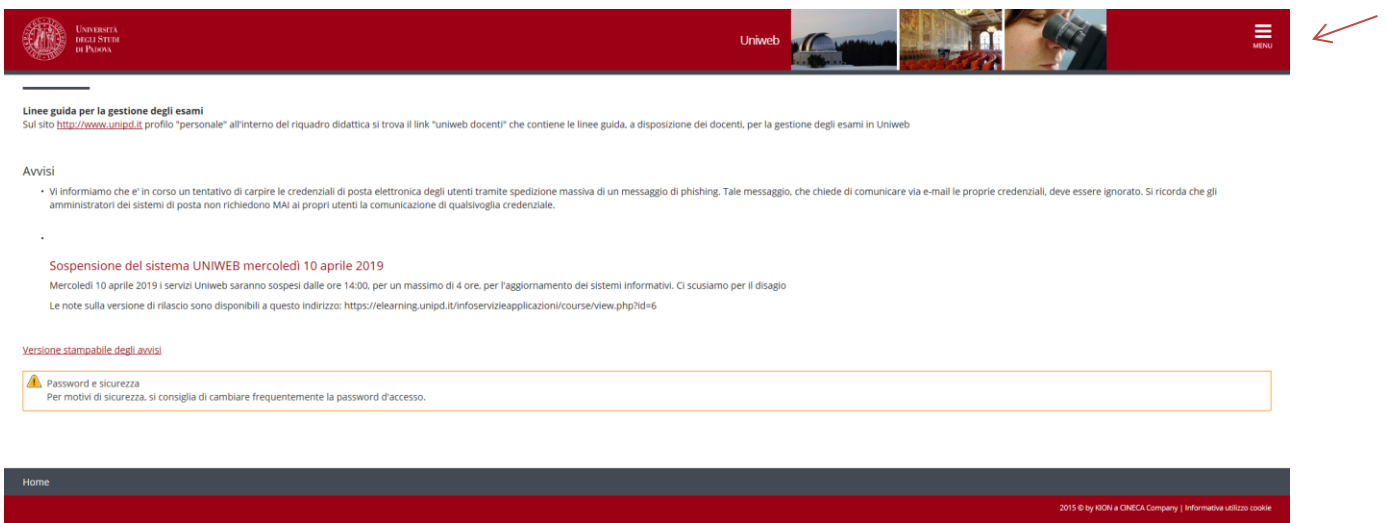 UNIVERSITÀ
DEGLI STUDI
DI PADOVA
Uniweb
MENU
Linee guida per la gestione degli esami
Sul sito http://www.unipd.it profilo "personale" all'interno del riquadro didattica si trova il link "uniweb docenti" che contiene le linee guida, a disposizione dei docenti, per la gestione degli esami in Uniweb
Avvisi
• Vi informiamo che e' in corso un tentativo di carpire le credenziali di posta elettronica degli utenti tramite spedizione massiva di un messaggio di phishing. Tale messaggio, che chiede di comunicare via e-mail le proprie credenziali, deve essere ignorato. Si ricorda che gli
amministratori dei sistemi di posta non richiedono MAI ai propri utenti la comunicazione di qualsivoglia credenziale.
•
Sospensione del sistema UNIWEB mercoledì 10 aprile 2019
Mercoledì 10 aprile 2019 i servizi Uniweb saranno sospesi dalle ore 14:00, per un massimo di 4 ore, per l'aggiornamento dei sistemi informativi. Ci scusiamo per il disagio
Le note sulla versione di rilascio sono disponibili a questo indirizzo: https://elearning.unipd.it/infoservizieapplicazioni/course/view.php?id=6
Versione stampabile degli avvisi
Password e sicurezza
Per motivi di sicurezza, si consiglia di cambiare frequentemente la password d'accesso.
Home
2015 © by KION a CINECA Company | Informativa utilizzo cookie